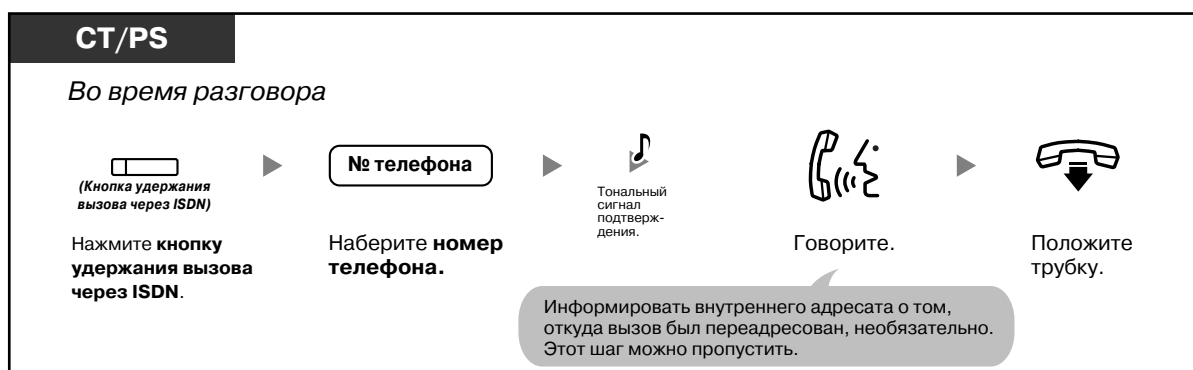 CT/PS
Во время разговора
(Кнопка удержания
вызова через ISDN)
Нажмите кнопку
удержания вызова
через ISDN.
№ телефона
Наберите номер
телефона.
Тональный
сигнал
подтверж-
дения.
Говорите.
Информировать внутреннего адресата о том,
откуда вызов был переадресован, необязательно.
Этот шаг можно пропустить.
Положите
трубку.